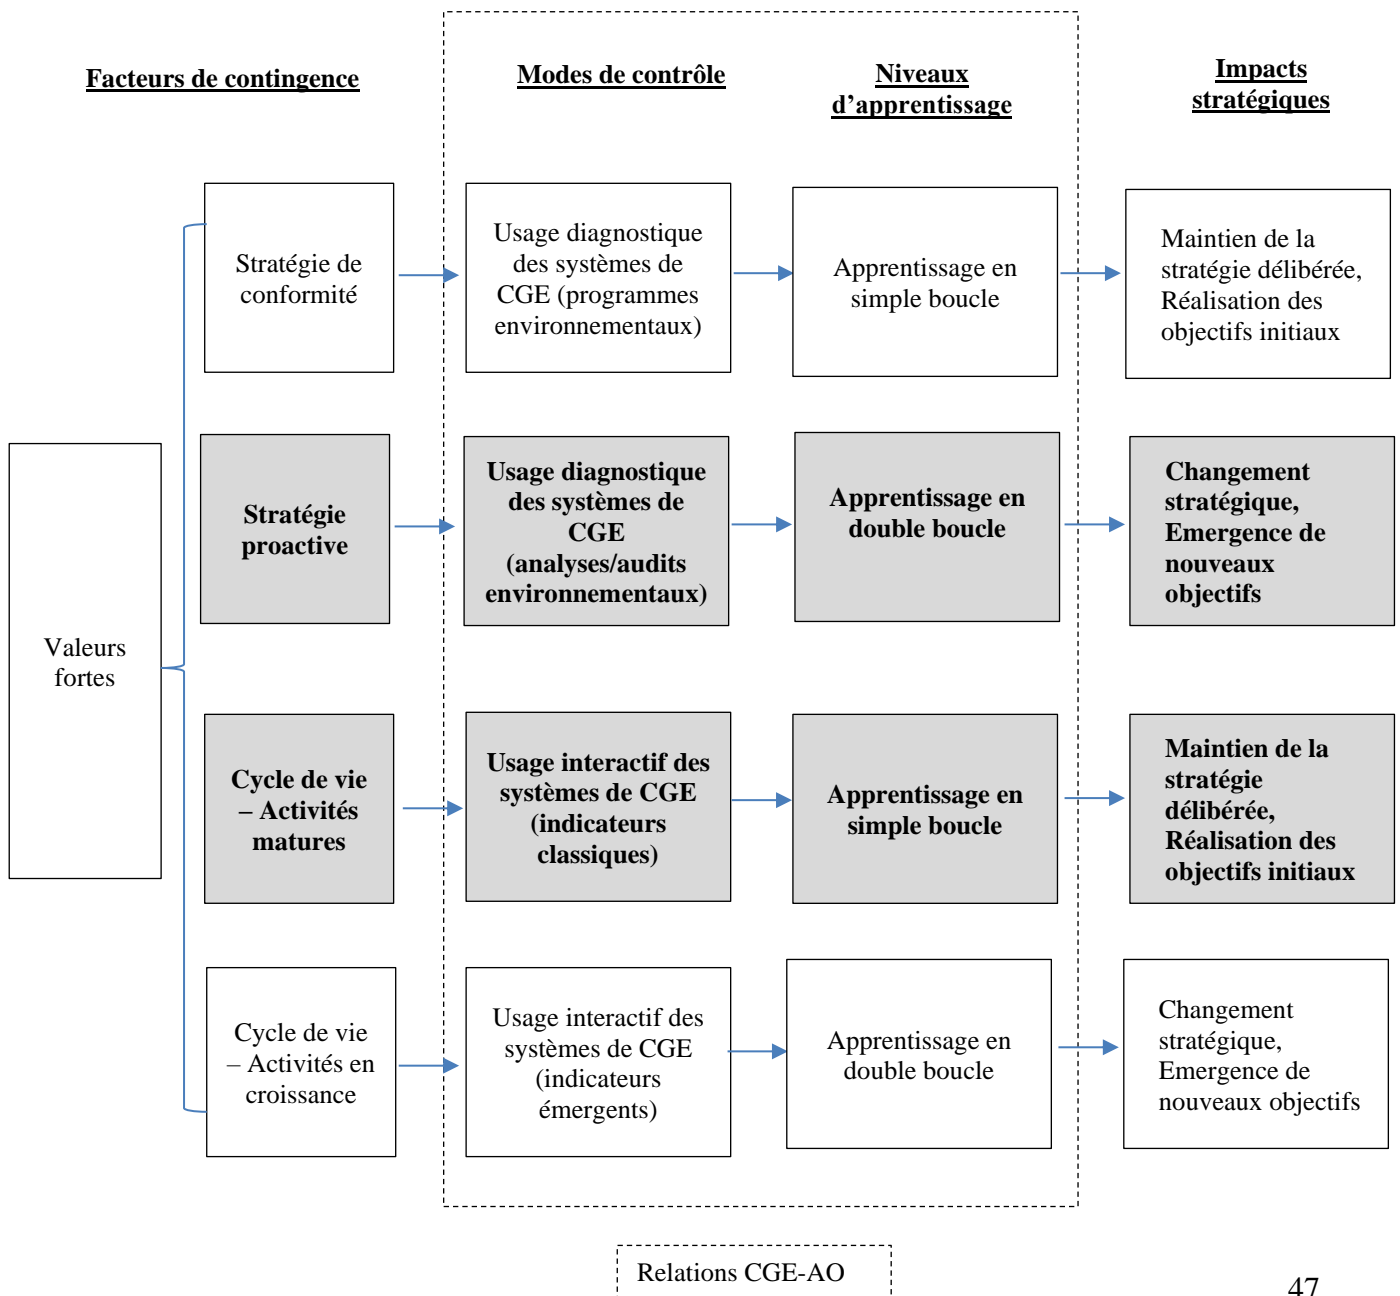 Facteurs de contingence
Modes de contrôle
Niveaux
d’apprentissage
Impacts
stratégiques
Stratégie de
conformité
Usage diagnostique
des systèmes de
CGE (programmes
environnementaux)
Apprentissage en
simple boucle
Maintien de la
stratégie délibérée,
Réalisation des
objectifs initiaux
Valeurs
fortes
Stratégie
proactive
Usage diagnostique
des systèmes de
CGE
(analyses/audits
environnementaux)
Apprentissage en
double boucle
Changement
stratégique,
Emergence de
nouveaux
objectifs
Cycle de vie
– Activités
matures
Usage interactif des
systèmes de CGE
(indicateurs
classiques)
Apprentissage en
simple boucle
Maintien de la
stratégie
délibérée,
Réalisation des
objectifs initiaux
Cycle de vie
– Activités en
croissance
Usage interactif des
systèmes de CGE
(indicateurs
émergents)
Apprentissage en
double boucle
Changement
stratégique,
Emergence de
nouveaux objectifs
Relations CGE-AO
47